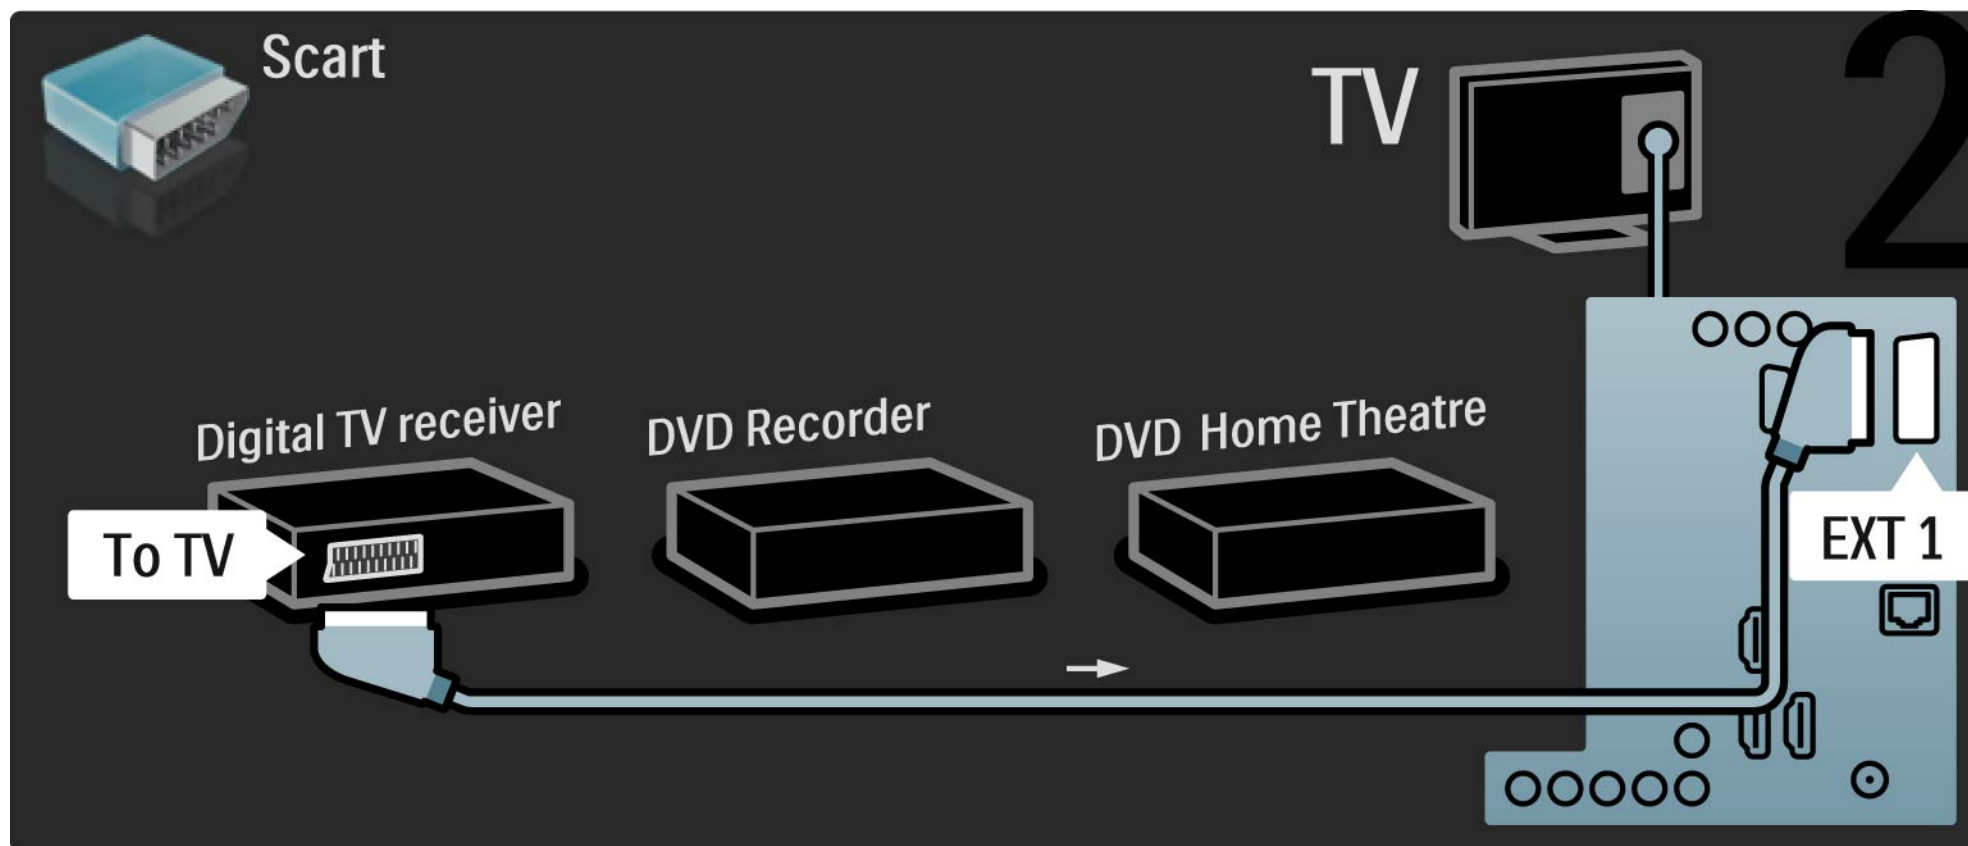 Scart
TV
2
Digital TV receiver
DVD Recorder
DVD Home Theatre
To TV
EXT 1